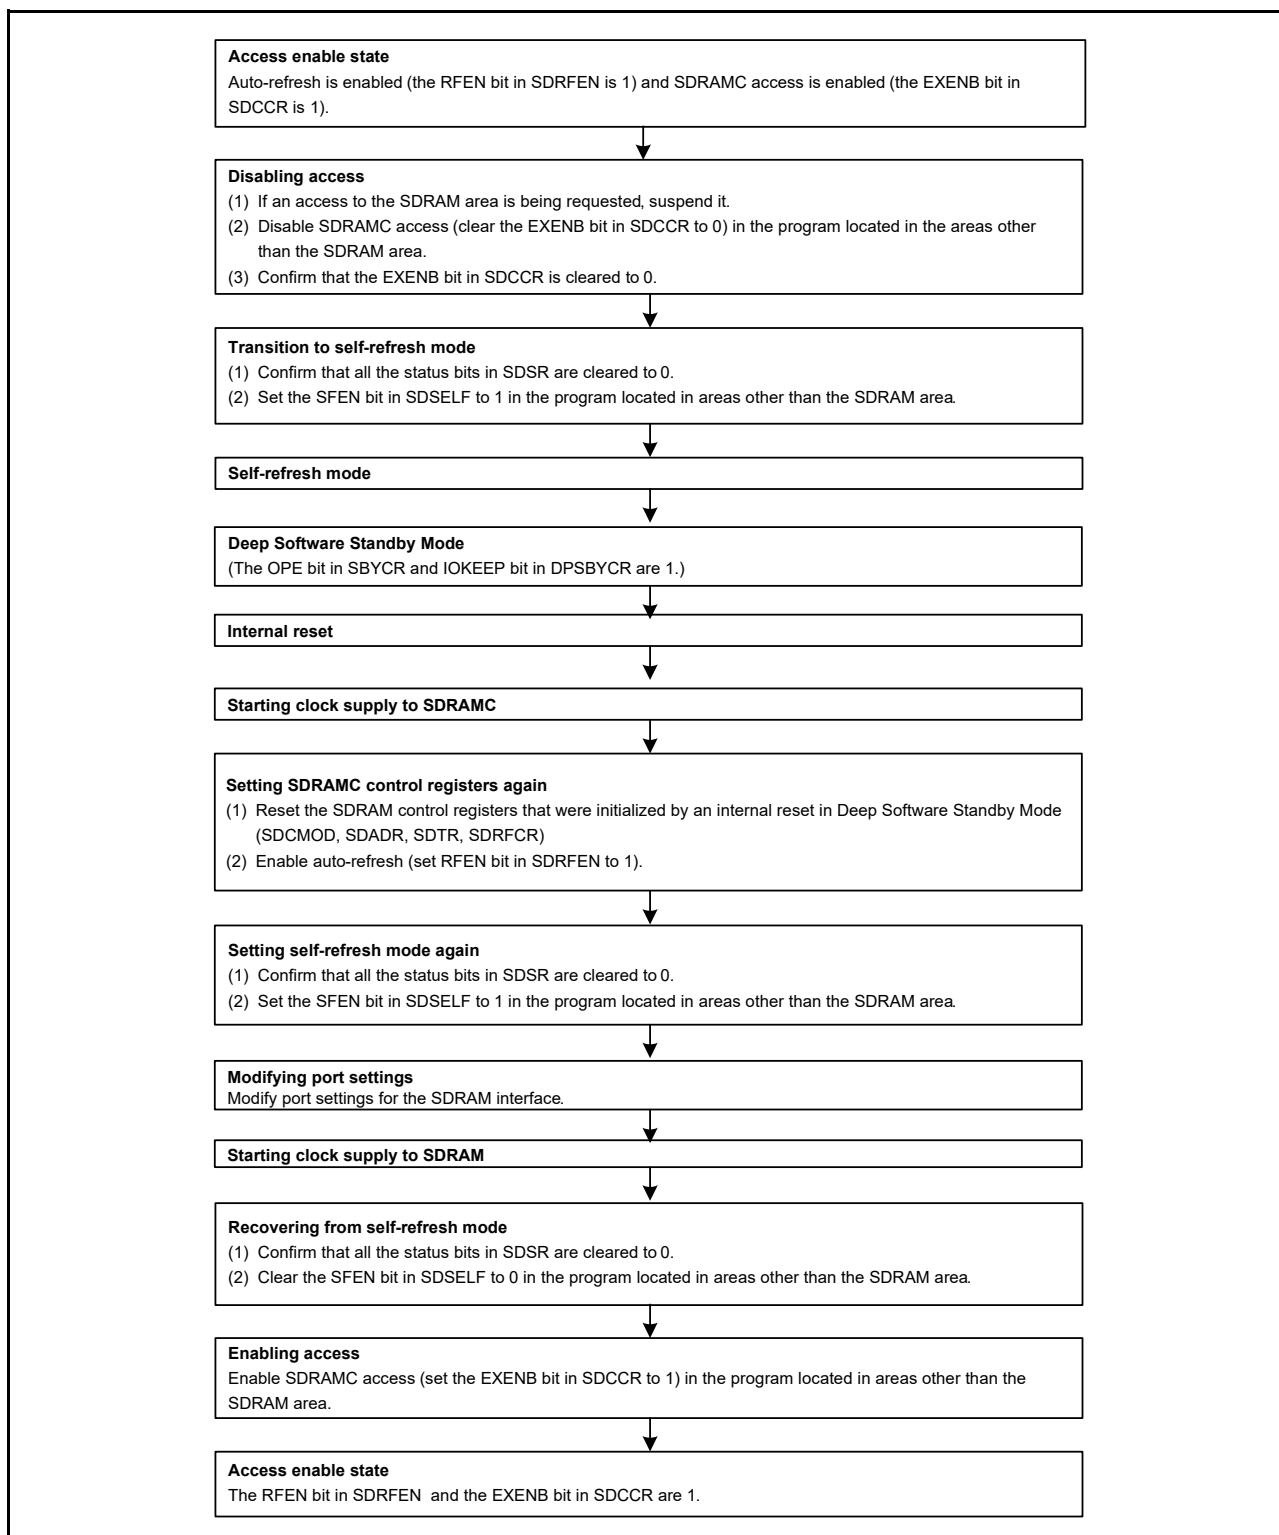 Access enable state
Auto-refresh is enabled (the RFEN bit in SDRFEN is 1) and SDRAMC access is enabled (the EXENB bit in
SDCCR is 1).
Disabling access
(1) If an access to the SDRAM area is being requested, suspend it.
(2) Disable SDRAMC access (clear the EXENB bit in SDCCR to 0) in the program located in the areas other
than the SDRAM area.
(3) Confirm that the EXENB bit in SDCCR is cleared to 0.
Transition to self-refresh mode
(1) Confirm that all the status bits in SDSR are cleared to 0.
(2) Set the SFEN bit in SDSELF to 1 in the program located in areas other than the SDRAM area.
Self-refresh mode
Deep Software Standby Mode
(The OPE bit in SBYCR and IOKEEP bit in DPSBYCR are 1.)
Internal reset
Starting clock supply to SDRAMC
Setting SDRAMC control registers again
(1) Reset the SDRAM control registers that were initialized by an internal reset in Deep Software Standby Mode
(SDCMOD, SDADR, SDTR, SDRFCR)
(2) Enable auto-refresh (set RFEN bit in SDRFEN to 1).
Setting self-refresh mode again
(1) Confirm that all the status bits in SDSR are cleared to 0.
(2) Set the SFEN bit in SDSELF to 1 in the program located in areas other than the SDRAM area.
Modifying port settings
Modify port settings for the SDRAM interface.
Starting clock supply to SDRAM
Recovering from self-refresh mode
(1) Confirm that all the status bits in SDSR are cleared to 0.
(2) Clear the SFEN bit in SDSELF to 0 in the program located in areas other than the SDRAM area.
Enabling access
Enable SDRAMC access (set the EXENB bit in SDCCR to 1) in the program located in areas other than the
SDRAM area.
Access enable state
The RFEN bit in SDRFEN and the EXENB bit in SDCCR are 1.